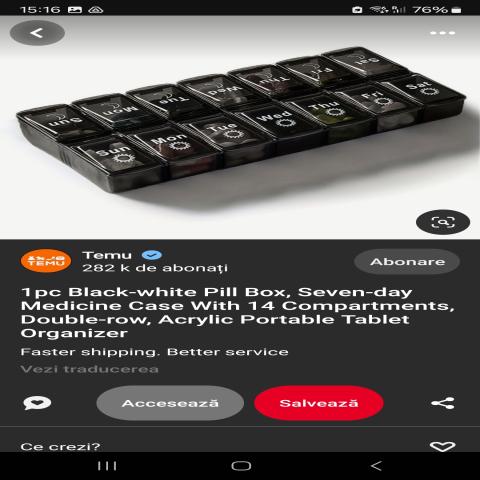 15:16
76%
Sun Mon Tue Wed Thu Fri Sat
Sun Mon Tue Wed Thu Fri Sat
TEMU
Temu
282 k de abonați
Abonare
1pc Black-white Pill Box, Seven-day
Medicine Case With 14 Compartments,
Double-row, Acrylic Portable Tablet
Organizer
Faster shipping. Better service
Vezi traducerea
Accesează
Salvează
Ce crezi?